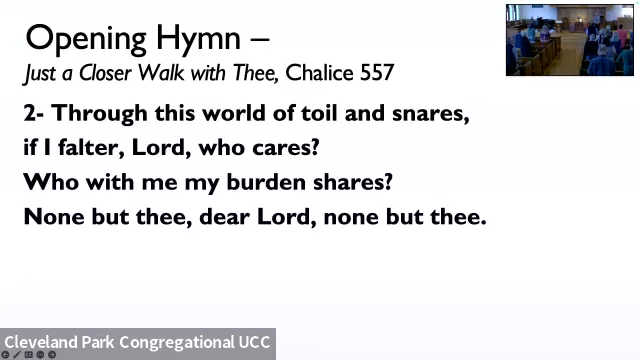 Opening Hymn –
Just a Closer Walk with Thee, Chalice 557
2- Through this world of toil and snares,
if I falter, Lord, who cares?
Who with me my burden shares?
None but thee, dear Lord, none but thee.
Cleveland Park Congregational UCC